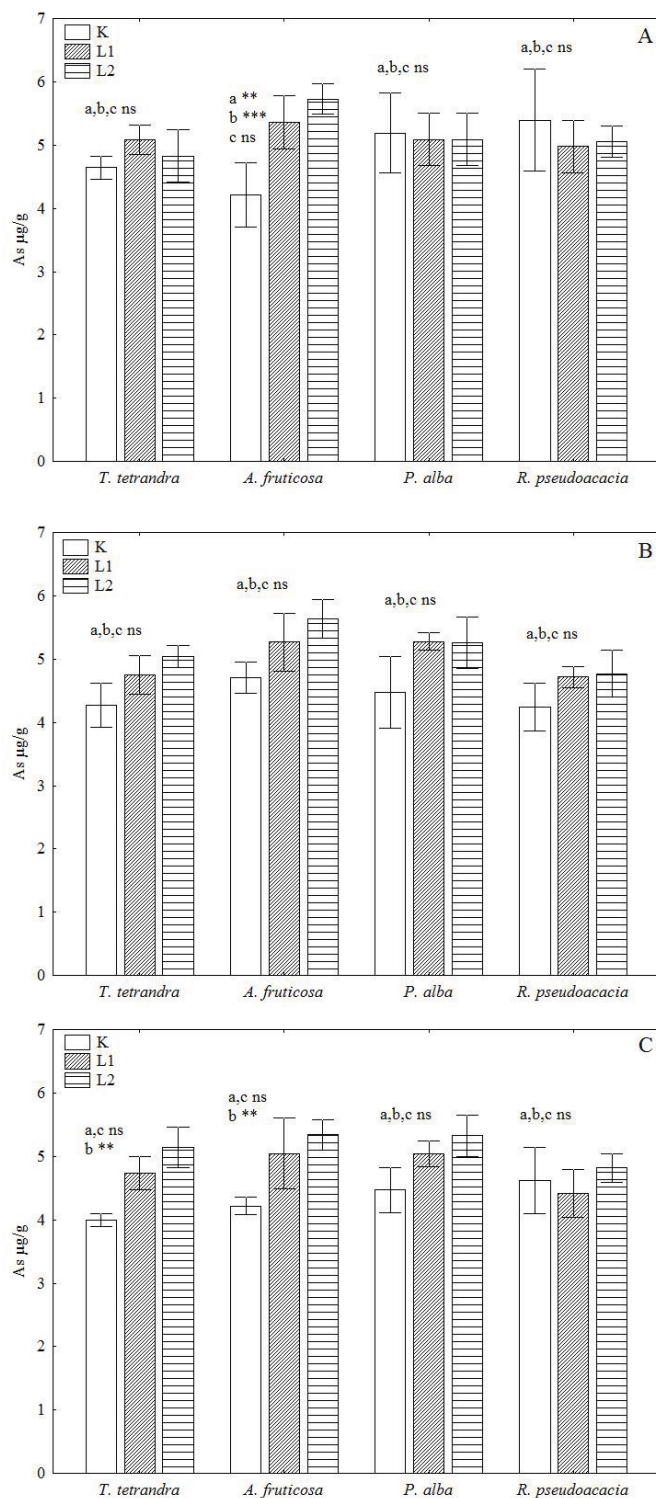 A
K
L1
L2
a,b,c ns
a **
b ***
c ns
a,b,c ns
a,b,c ns
As µg/g
7
6
5
4
3
2
1
0
T. tetrandra A. fruticosa P. alba R. pseudoacacia
B
K
L1
L2
a,b,c ns
a,b,c ns
a,b,c ns
a,b,c ns
As µg/g
7
6
5
4
3
2
1
0
T. tetrandra A. fruticosa P. alba R. pseudoacacia
C
K
L1
L2
a,c ns
b **
a,c ns
b **
a,b,c ns
a,b,c ns
As µg/g
7
6
5
4
3
2
1
0
T. tetrandra A. fruticosa P. alba R. pseudoacacia